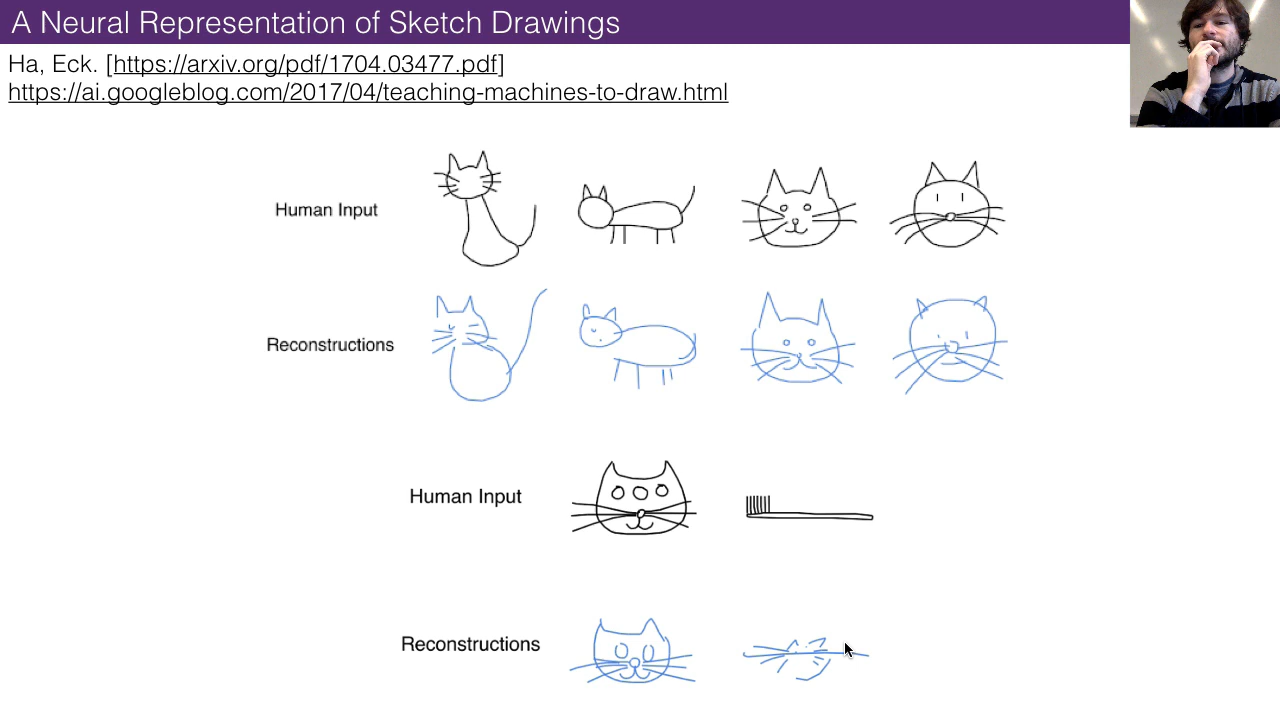 A Neural Representation of Sketch Drawings
Ha, Eck. [https://arxiv.org/pdf/1704.03477.pdf]
https://ai.googleblog.com/2017/04/teaching-machines-to-draw.html
Human Input
Reconstructions
Human Input
Reconstructions